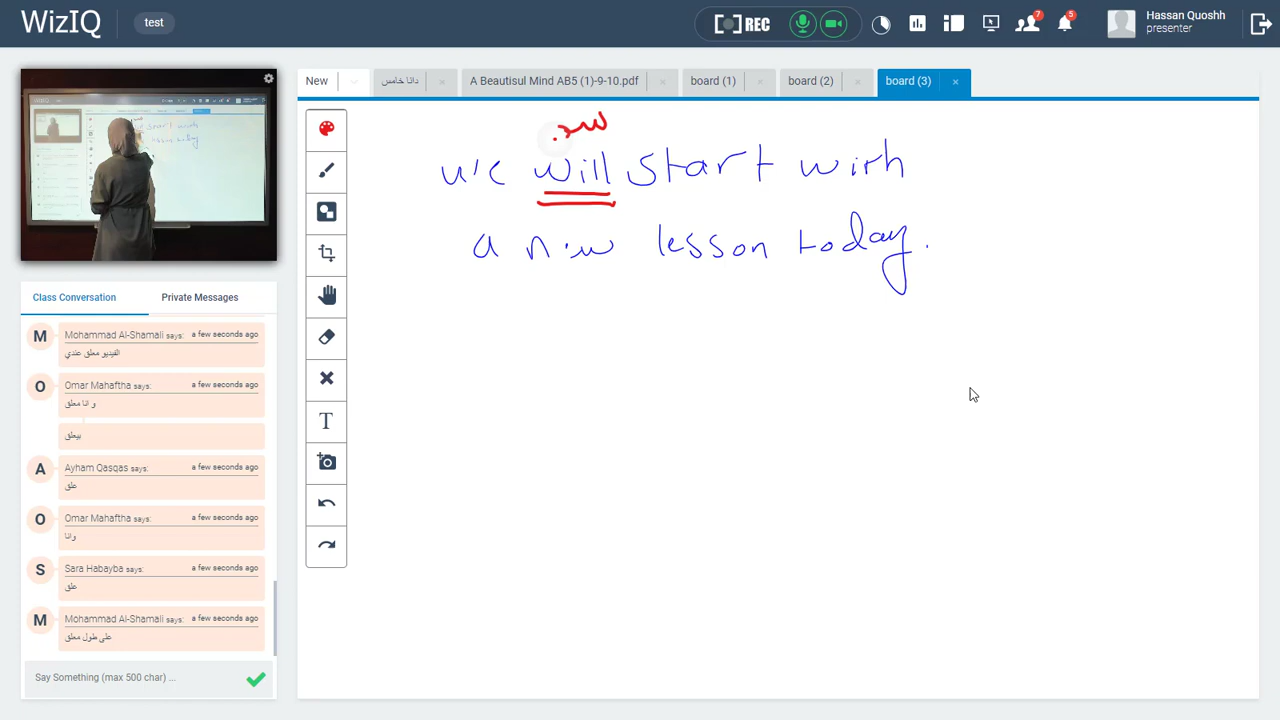 WizIQ
test
REC
7
5
Hassan Quoshh
presenter
New
داتا خامس
A Beautisul Mind AB5 (1)-9-10.pdf
board (1)
board (2)
board (3)
we will start with
a new lesson today.
T
Class Conversation
Private Messages
M
Mohammad Al-Shamali says:
a few seconds ago
الفيديو معلق عندي
O
Omar Mahaftha says:
a few seconds ago
و انا معلق
بيعلق
A
Ayham Qasqas says:
a few seconds ago
علق
O
Omar Mahaftha says:
a few seconds ago
وانا
S
Sara Habayba says:
a few seconds ago
علق
M
Mohammad Al-Shamali says:
a few seconds ago
على طول معلق
Say Something (max 500 char) ...